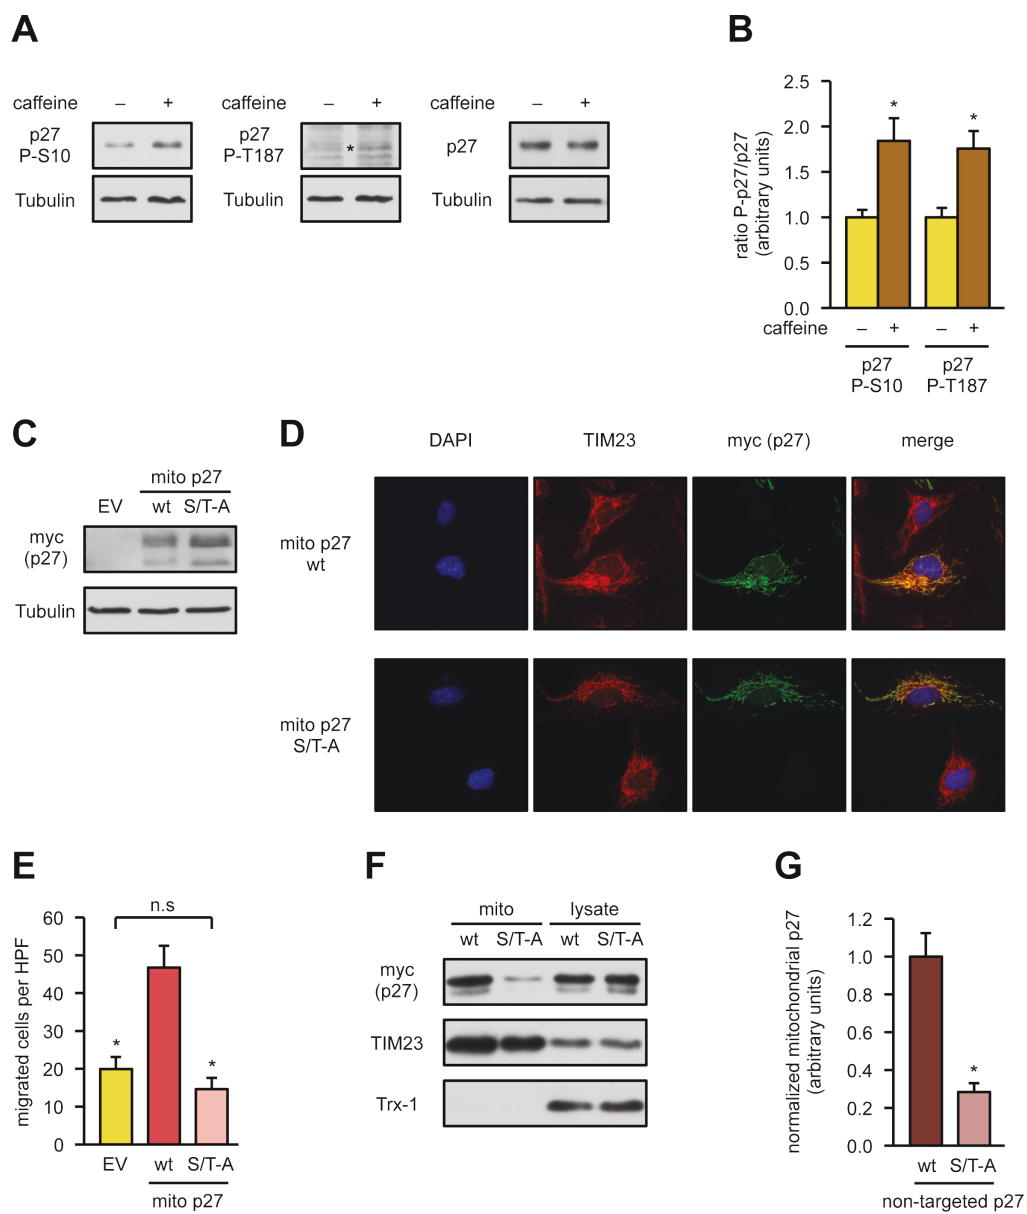 A
caffeine – + caffeine – + caffeine – +
p27
P-S10
p27
P-T187
*
p27
Tubulin Tubulin Tubulin
B
ratio P-p27/p27
(arbitrary units)
2.5
2.0
1.5
1.0
0.5
0.0
* *
caffeine – + – +
p27 p27
P-S10 P-T187
C
mito p27
EV wt S/T-A
myc
(p27)
Tubulin
D
DAPI TIM23 myc (p27) merge
mito p27
wt
mito p27
S/T-A
E
migrated cells per HPF
60
50
40
30
20
10
0
n.s
* *
EV wt S/T-A
mito p27
F
mito lysate
wt S/T-A wt S/T-A
myc
(p27)
TIM23
Trx-1
G
normalized mitochondrial p27
(arbitrary units)
1.2
1.0
0.8
0.6
0.4
0.2
0.0
*
wt S/T-A
non-targeted p27